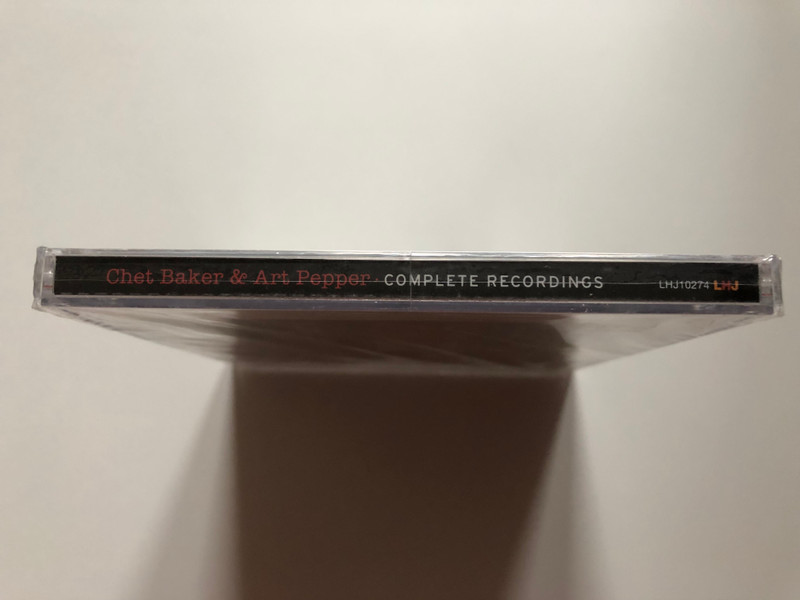 Chet Baker & Art Pepper · COMPLETE RECORDINGS LHJ10274 LHJ